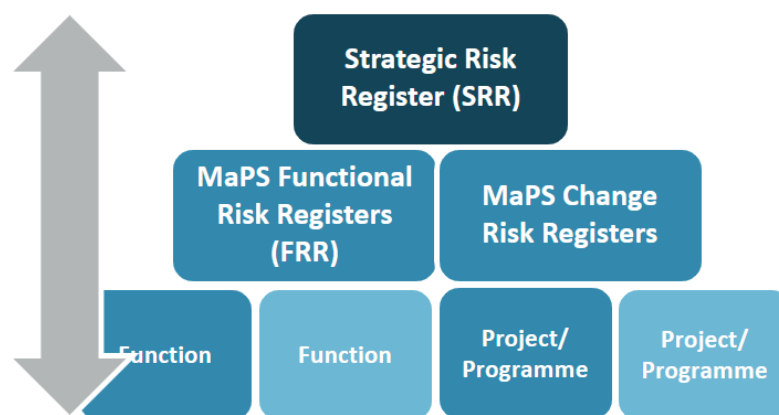 Strategic Risk
Register (SRR)
MaPS Functional
Risk Registers
(FRR)
MaPS Change
Risk Registers
Function
Function
Project/
Programme
Project/
Programme